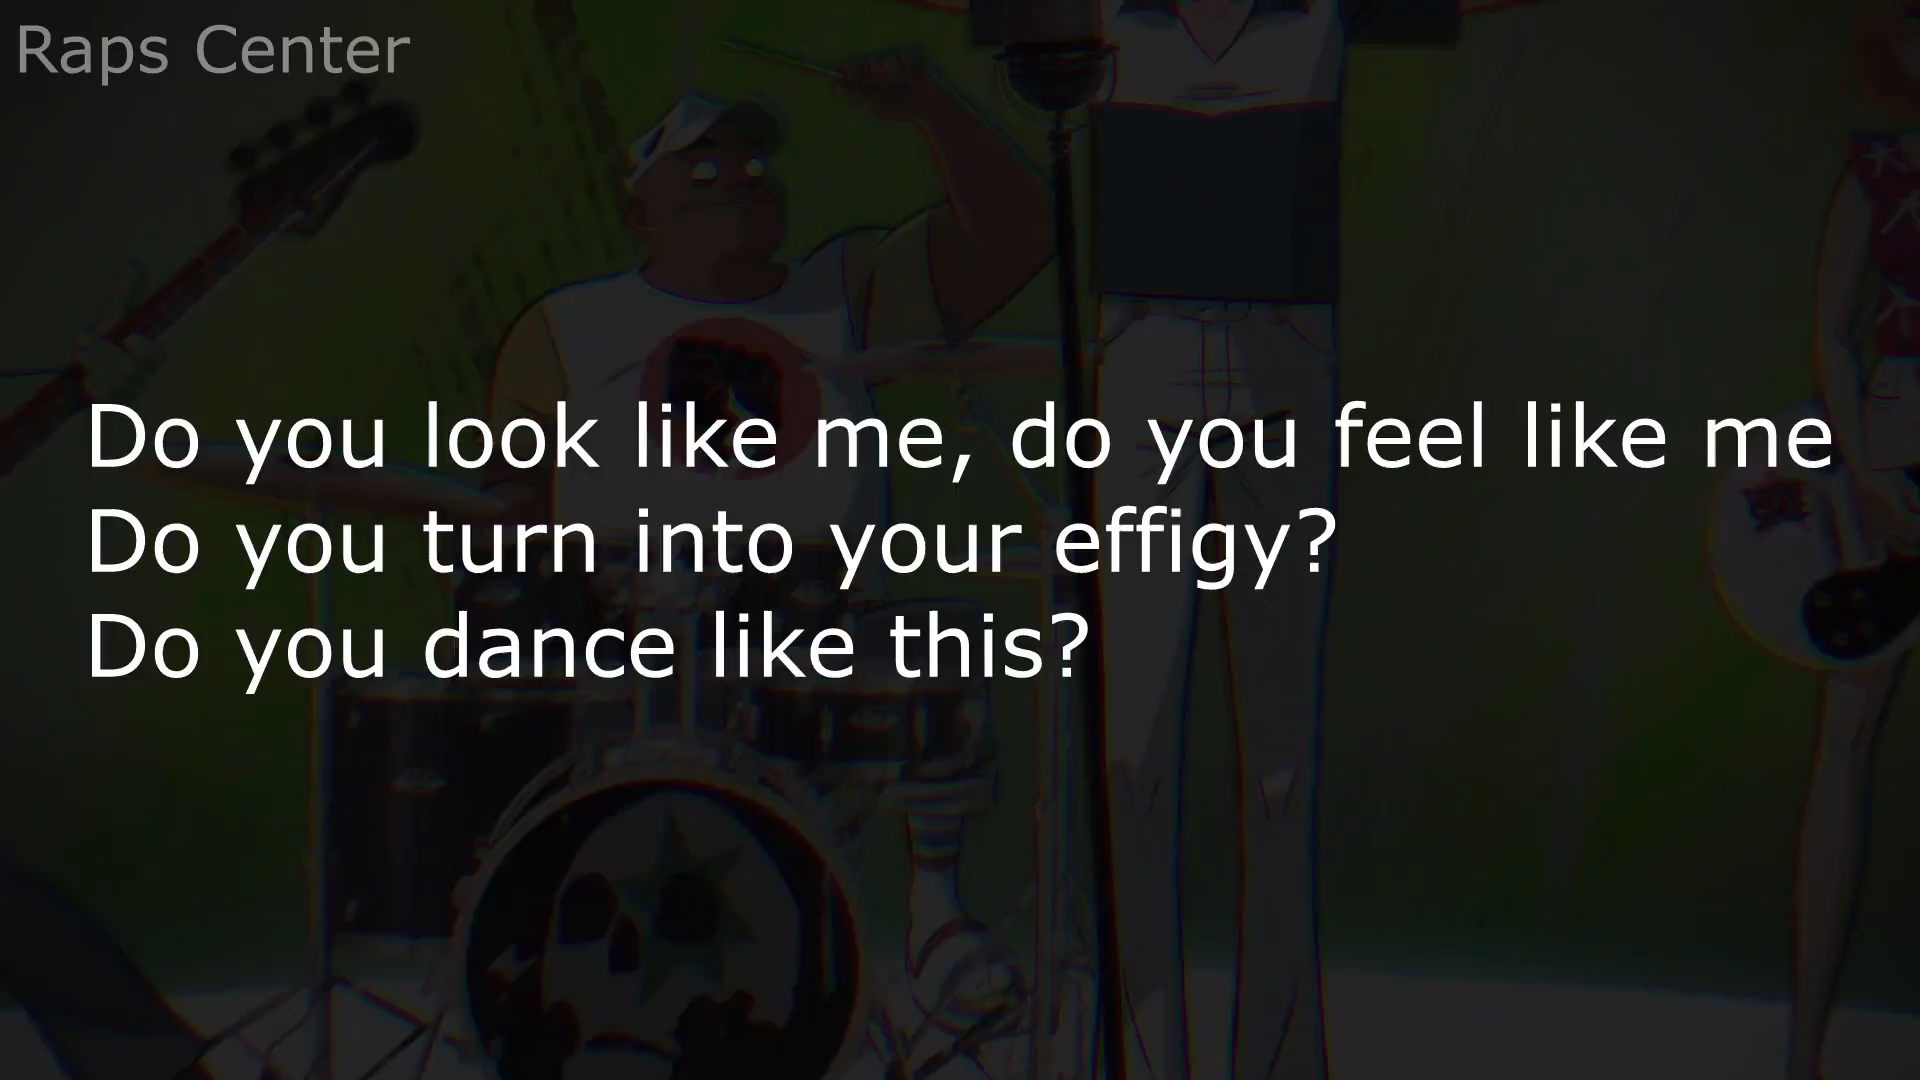 Raps Center
Do you look like me, do you feel like me
Do you turn into your effigy?
Do you dance like this?